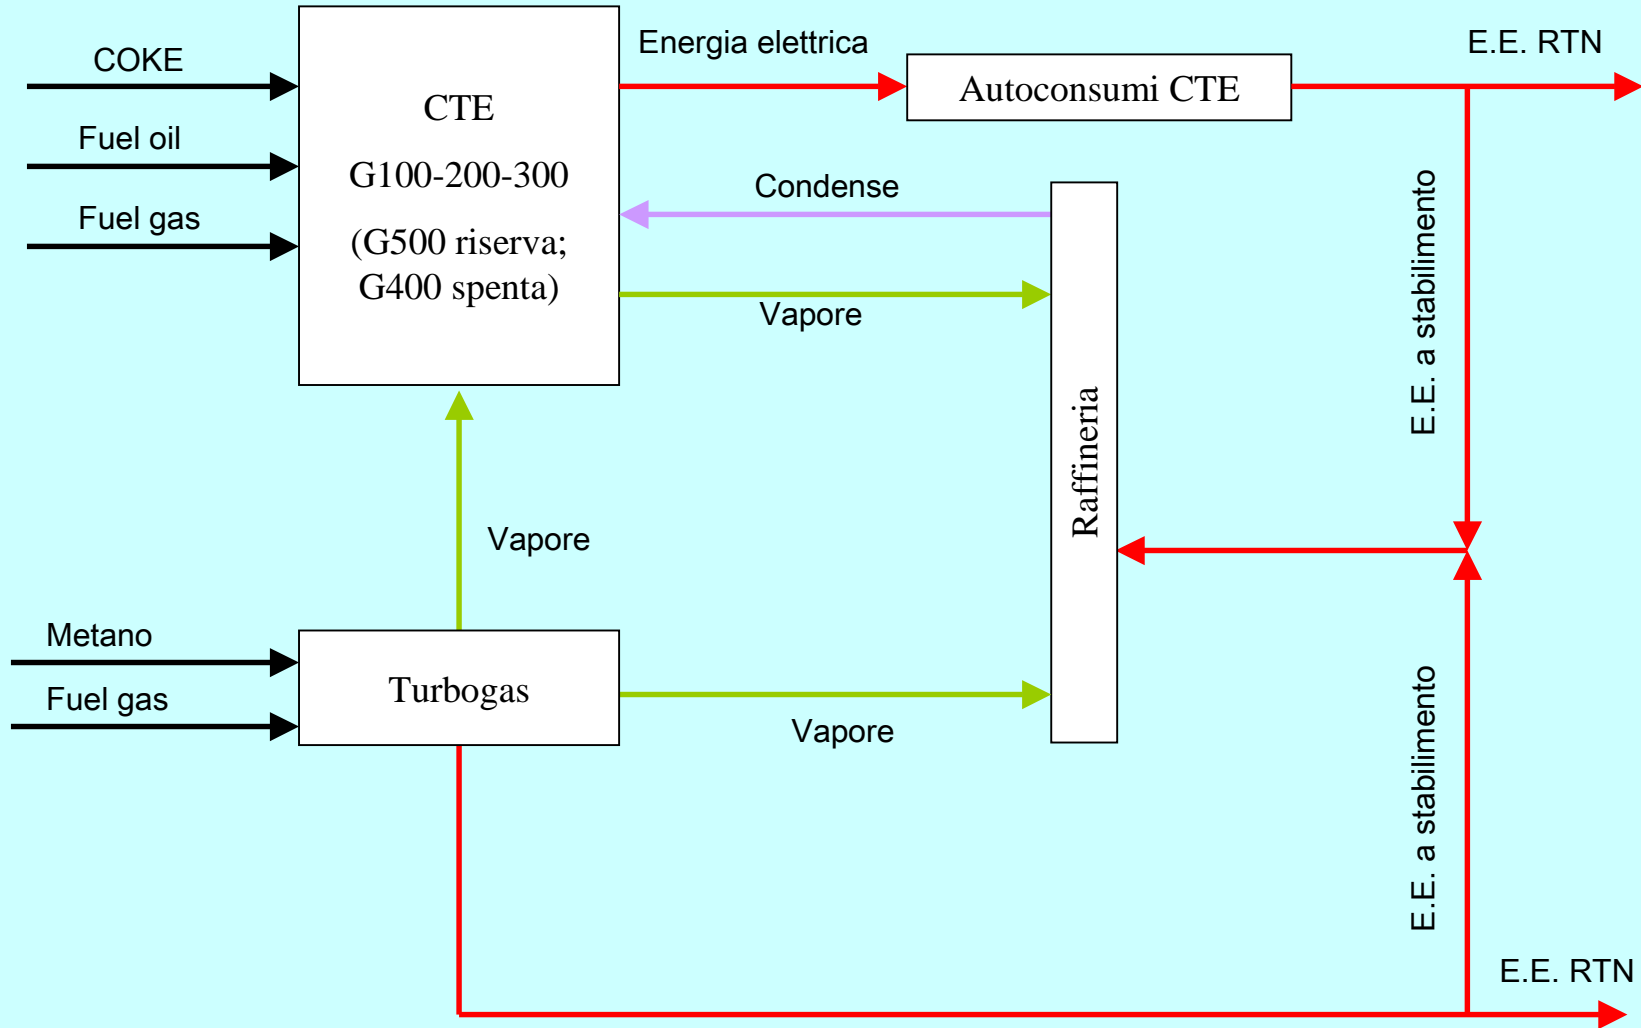 Energia elettrica
E.E. RTN
COKE
CTE
G100-200-300
(G500 riserva;
G400 spenta)
Autoconsumi CTE
Fuel oil
Fuel gas
Condense
Vapore
E.E. a stabilimento
Raffineria
Vapore
Metano
Fuel gas
Turbogas
Vapore
E.E. a stabilimento
E.E. RTN